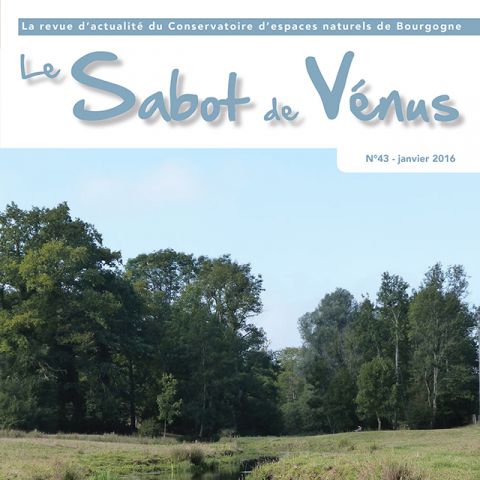 La revue d'actualité du Conservatoire d'espaces naturels de Bourgogne
Le Sabot de Vénus
N°43 - janvier 2016